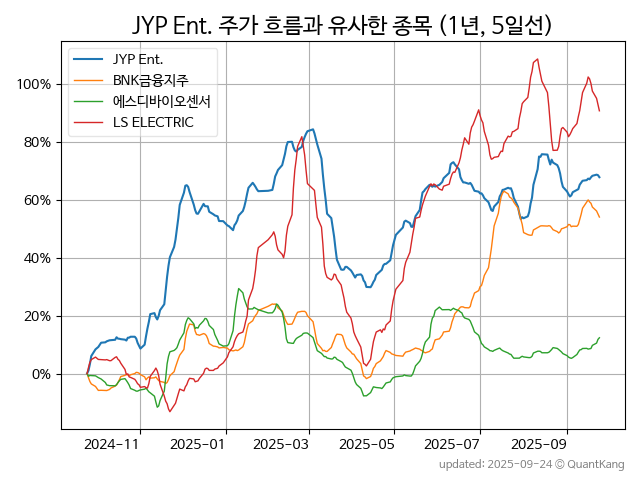 JYP Ent. 주가 흐름과 유사한 종목 (1년, 5일선)
JYP Ent.
BNK금융지주
에스디바이오센서
LS ELECTRIC
100%
80%
60%
40%
20%
0%
2024-11 2025-01 2025-03 2025-05 2025-07 2025-09
updated: 2025-09-24 © QuantKang